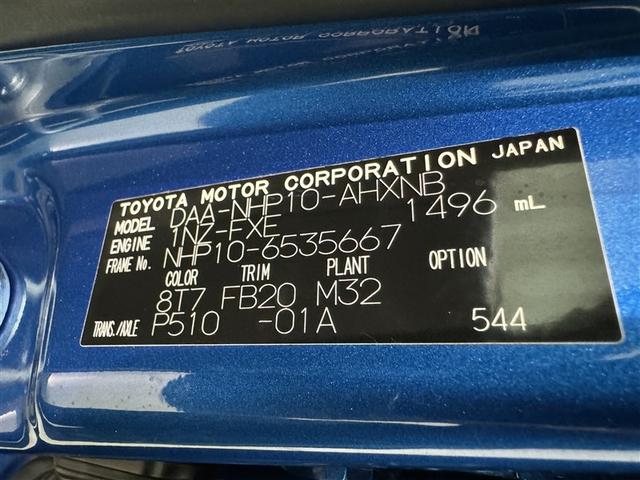 TOYOTA MOTOR CORPORATION JAPAN
MODEL DAA-NHP10-AHXNB
ENGINE 1NZ-FXE 1496 mL
FRAME No. NHP10-6535667
COLOR TRIM PLANT OPTION
8T7 FB20 M32
TRANS./AXLE P510 -01A 544